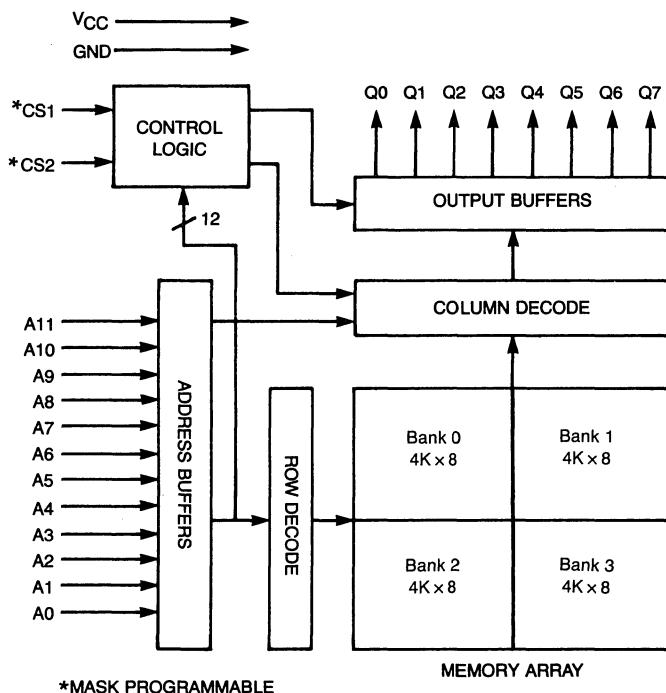 VCC
GND
*CS1
*CS2
CONTROL
LOGIC
12
Q0 Q1 Q2 Q3 Q4 Q5 Q6 Q7
OUTPUT BUFFERS
COLUMN DECODE
A11
A10
A9
A8
A7
A6
A5
A4
A3
A2
A1
A0
ADDRESS BUFFERS
ROW DECODE
Bank 0
4K × 8
Bank 1
4K × 8
Bank 2
4K × 8
Bank 3
4K × 8
MEMORY ARRAY
*MASK PROGRAMMABLE